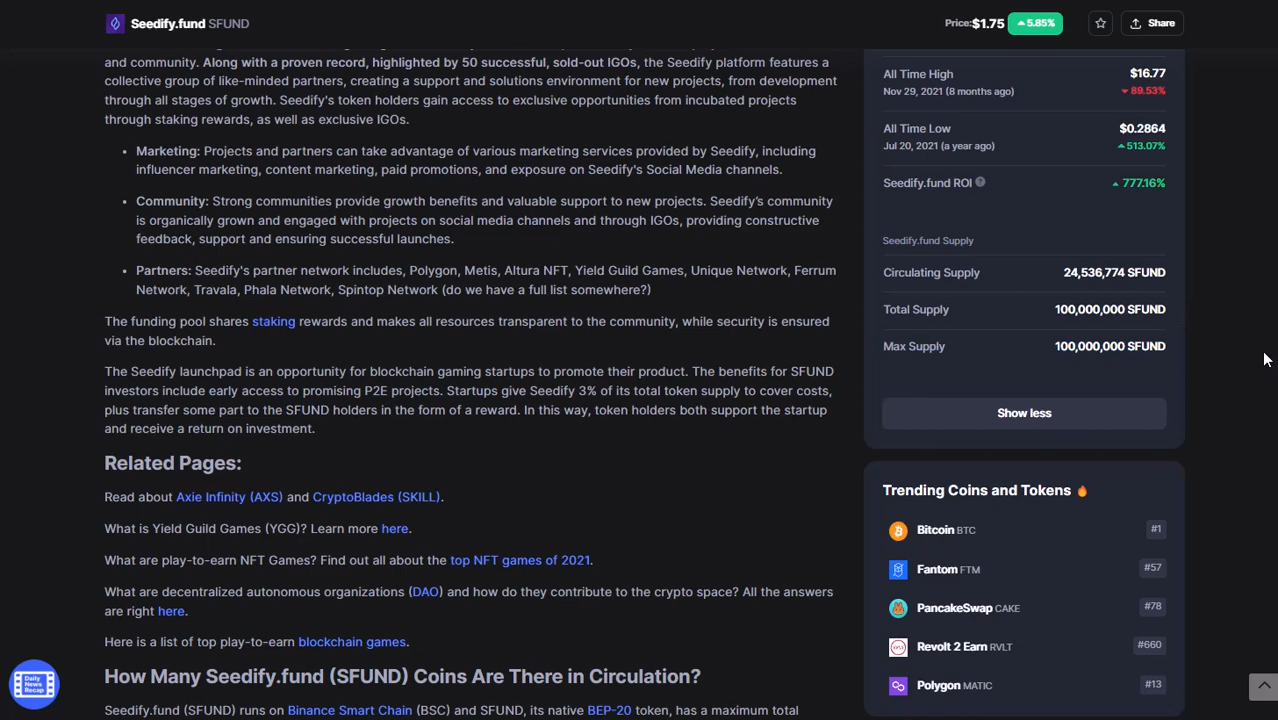 Seedify.fund SFUND
Price:$1.75 5.85%
Share
and community. Along with a proven record, highlighted by 50 successful, sold-out IGOs, the Seedify platform features a
collective group of like-minded partners, creating a support and solutions environment for new projects, from development
through all stages of growth. Seedify's token holders gain access to exclusive opportunities from incubated projects
through staking rewards, as well as exclusive IGOs.
• Marketing: Projects and partners can take advantage of various marketing services provided by Seedify, including
influencer marketing, content marketing, paid promotions, and exposure on Seedify's Social Media channels.
• Community: Strong communities provide growth benefits and valuable support to new projects. Seedify’s community
is organically grown and engaged with projects on social media channels and through IGOs, providing constructive
feedback, support and ensuring successful launches.
• Partners: Seedify's partner network includes, Polygon, Metis, Altura NFT, Yield Guild Games, Unique Network, Ferrum
Network, Travala, Phala Network, Spintop Network (do we have a full list somewhere?)
The funding pool shares staking rewards and makes all resources transparent to the community, while security is ensured
via the blockchain.
The Seedify launchpad is an opportunity for blockchain gaming startups to promote their product. The benefits for SFUND
investors include early access to promising P2E projects. Startups give Seedify 3% of its total token supply to cover costs,
plus transfer some part to the SFUND holders in the form of a reward. In this way, token holders both support the startup
and receive a return on investment.
Related Pages:
Read about Axie Infinity (AXS) and CryptoBlades (SKILL).
What is Yield Guild Games (YGG)? Learn more here.
What are play-to-earn NFT Games? Find out all about the top NFT games of 2021.
What are decentralized autonomous organizations (DAO) and how do they contribute to the crypto space? All the answers
are right here.
Here is a list of top play-to-earn blockchain games.
How Many Seedify.fund (SFUND) Coins Are There in Circulation?
Seedify.fund (SFUND) runs on Binance Smart Chain (BSC) and SFUND, its native BEP-20 token, has a maximum total
All Time High $16.77
Nov 29, 2021 (8 months ago) 89.53%
All Time Low $0.2864
Jul 20, 2021 (a year ago) 513.07%
Seedify.fund ROI ? 777.16%
Seedify.fund Supply
Circulating Supply 24,536,774 SFUND
Total Supply 100,000,000 SFUND
Max Supply 100,000,000 SFUND
Show less
Trending Coins and Tokens
Bitcoin BTC #1
Fantom FTM #57
PancakeSwap CAKE #78
Revolt 2 Earn RVLT #660
Polygon MATIC #13
Daily
News
Recap